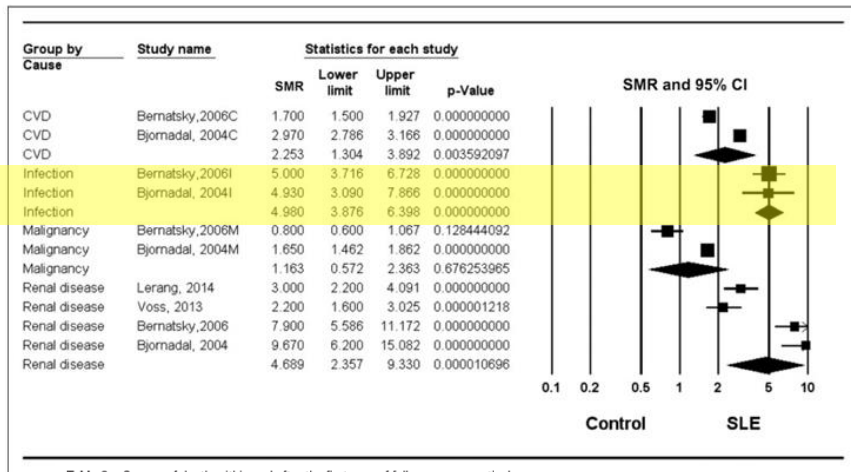 Group by Study name Statistics for each study
Cause
SMR Lower limit Upper limit p-Value SMR and 95% CI
CVD Bernatsky,2006C 1.700 1.500 1.927 0.000000000
CVD Bjornadal, 2004C 2.970 2.786 3.166 0.000000000
CVD 2.253 1.304 3.892 0.003592097
Infection Bernatsky,2006I 5.000 3.716 6.728 0.000000000
Infection Bjornadal, 2004I 4.930 3.090 7.866 0.000000000
Infection 4.980 3.876 6.398 0.000000000
Malignancy Bernatsky,2006M 0.800 0.600 1.067 0.128444092
Malignancy Bjornadal, 2004M 1.650 1.462 1.862 0.000000000
Malignancy 1.163 0.572 2.363 0.676253965
Renal disease Lerang, 2014 3.000 2.200 4.091 0.000000000
Renal disease Voss, 2013 2.200 1.600 3.025 0.000001218
Renal disease Bernatsky,2006 7.900 5.586 11.172 0.000000000
Renal disease Bjornadal, 2004 9.670 6.200 15.082 0.000000000
Renal disease 4.689 2.357 9.330 0.000010696
0.1 0.2 0.5 1 2 5 10
Control SLE